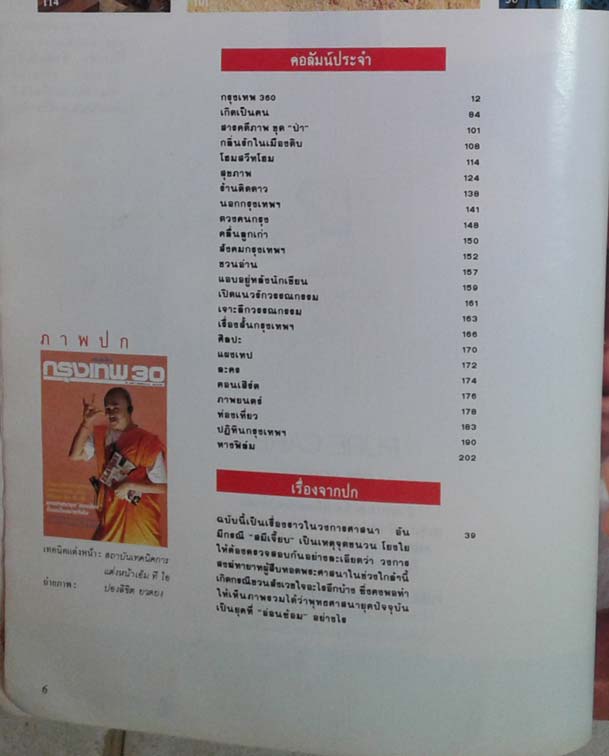 114
101
คอลัมน์ประจำ
กรุงเทพ 360 12
เกิดเป็นคน 84
สารคดีภาพ ชุด "ป่า" 101
กลิ่นรักในเมืองดิบ 108
โฮมสวีทโฮม 114
สุขภาพ 124
ร้านติดดาว 138
นอกกรุงเทพฯ 141
ดวงคนกรุง 148
คลื่นลูกเก่า 150
สังคมกรุงเทพฯ 152
ชวนอ่าน 157
แอบอยู่หลังนักเขียน 159
เปิดแนวรักวรรณกรรม 161
เจาะลึกวรรณกรรม 163
เรื่องสั้นกรุงเทพฯ 166
ศิลปะ 170
แผงเทป 172
ละคร 174
คอนเสิร์ต 176
ภาพยนตร์ 178
ท่องเที่ยว 183
ปฏิทินกรุงเทพฯ 190
หางฟิล์ม 202
ภาพปก
กรุงเทพ 30
เทคนิคแต่งหน้า: สถาบันเทคนิคการ
แต่งหน้าเอ็ม ที ไอ
ถ่ายภาพ:
เรื่องจากปก
ฉบับนี้เป็นเรื่องราวในวงการศาสนา อัน 39
มีกรณี "สมีเจี๊ยบ" เป็นเหตุจุดชนวน โยงใย
ให้ต้องตรวจสอบกันอย่างละเอียดว่า วงการ
สงฆ์ทายาทผู้สืบทอดพระศาสนาในช่วงใกล้านี้
เกิดกรณีชวนสังเวชใจอะไรอีกบ้าง ซึ่งคงพอทำ
ให้เห็นภาพรวมได้ว่าพุทธศาสนายุคปัจจุบัน
เป็นยุคที่ "อ่อนซ้อม" อย่างไร
6